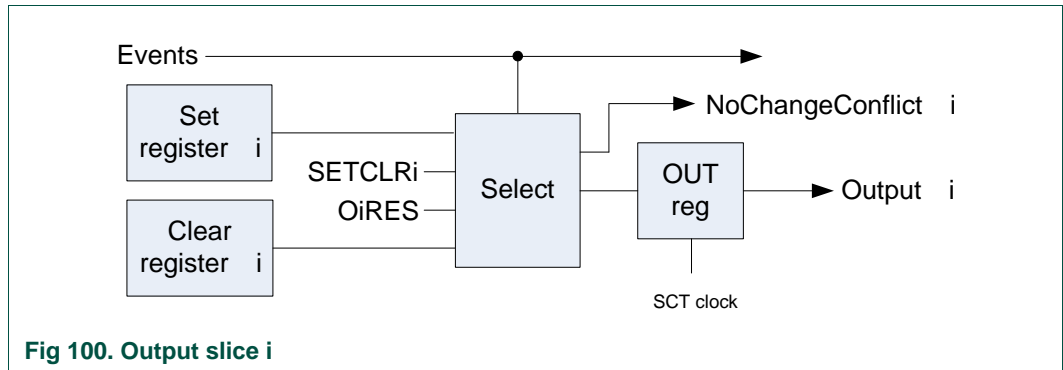 Events
Set
register i
NoChangeConflict i
SETCLRi
Select
OUT
reg
Output i
OiRES
Clear
register i
SCT clock
Fig 100. Output slice i